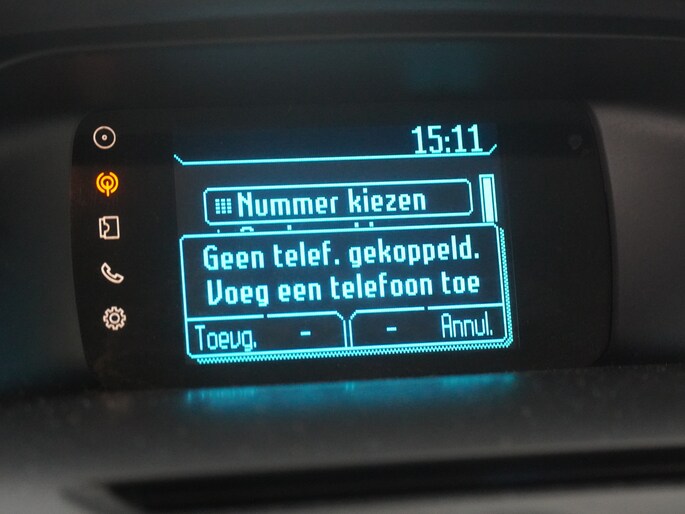 15:11
Nummer kiezen
Geen telef. gekoppeld.
Voeg een telefoon toe
Toevg. - - Annul.